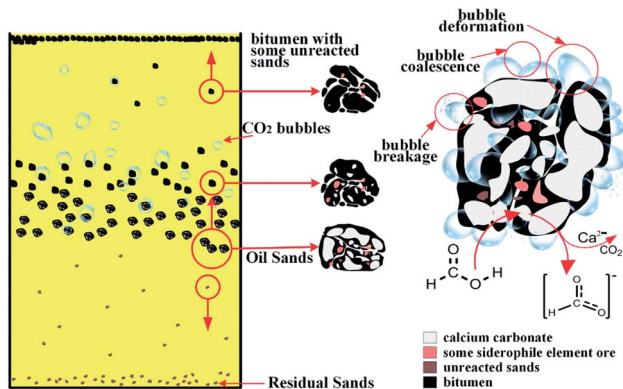 bitumen with
some unreacted
sands
CO2 bubbles
Oil Sands
Residual Sands
bubble
deformation
bubble
coalescence
bubble
breakage
Ca²⁻
CO2
O
H
O
H
O
H
C
O
−
calcium carbonate
some siderophile element ore
unreacted sands
bitumen